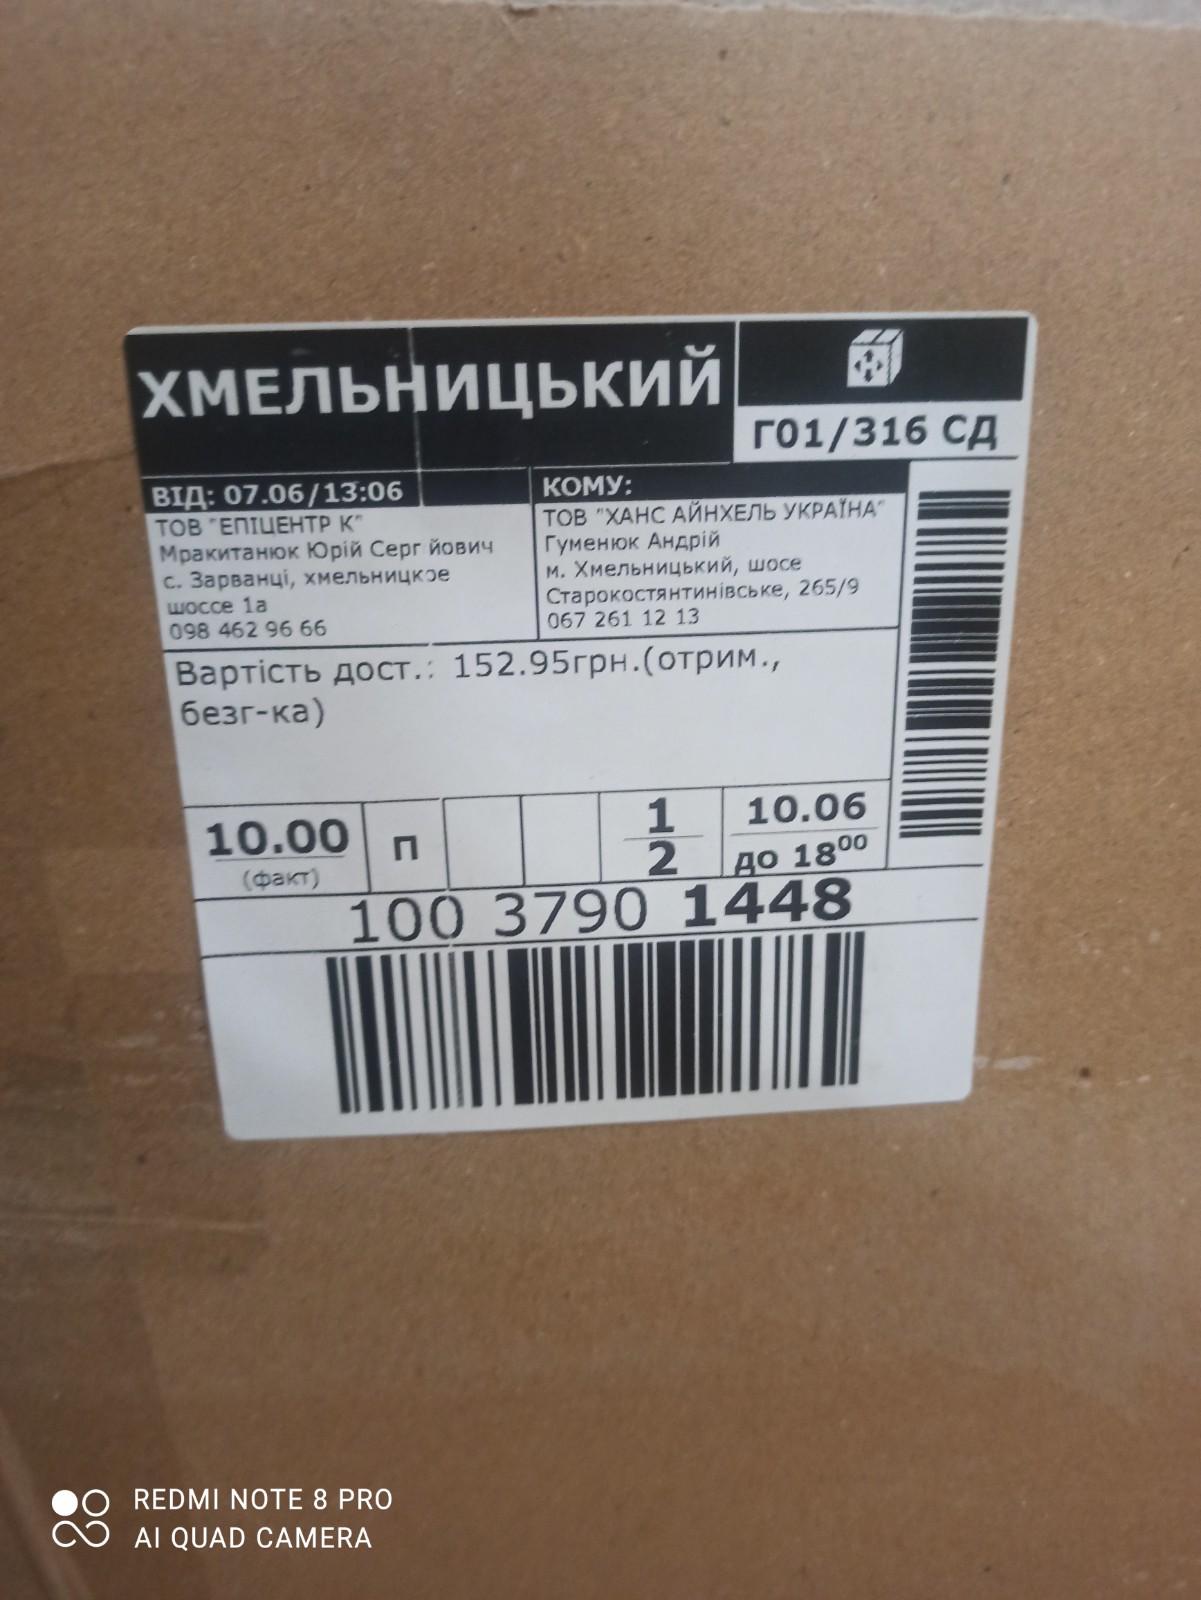 ХМЕЛЬНИЦЬКИЙ
Г01/316 СД
ВІД: 07.06/13:06
ТОВ "ЕПІЦЕНТР К"
Мракитанюк Юрій Сергійович
с. Зарванці, хмельницкое
шоссе 1а
098 462 96 66
КОМУ:
ТОВ "ХАНС АЙНХЕЛЬ УКРАЇНА"
Гуменюк Андрій
м. Хмельницький, шосе
Старокостянтинівське, 265/9
067 261 12 13
Вартість дост.: 152.95грн.(отрим.,
безг-ка)
10.00
(факт)
П
1
2
10.06
до 18⁰⁰
100 3790 1448
REDMI NOTE 8 PRO
AI QUAD CAMERA